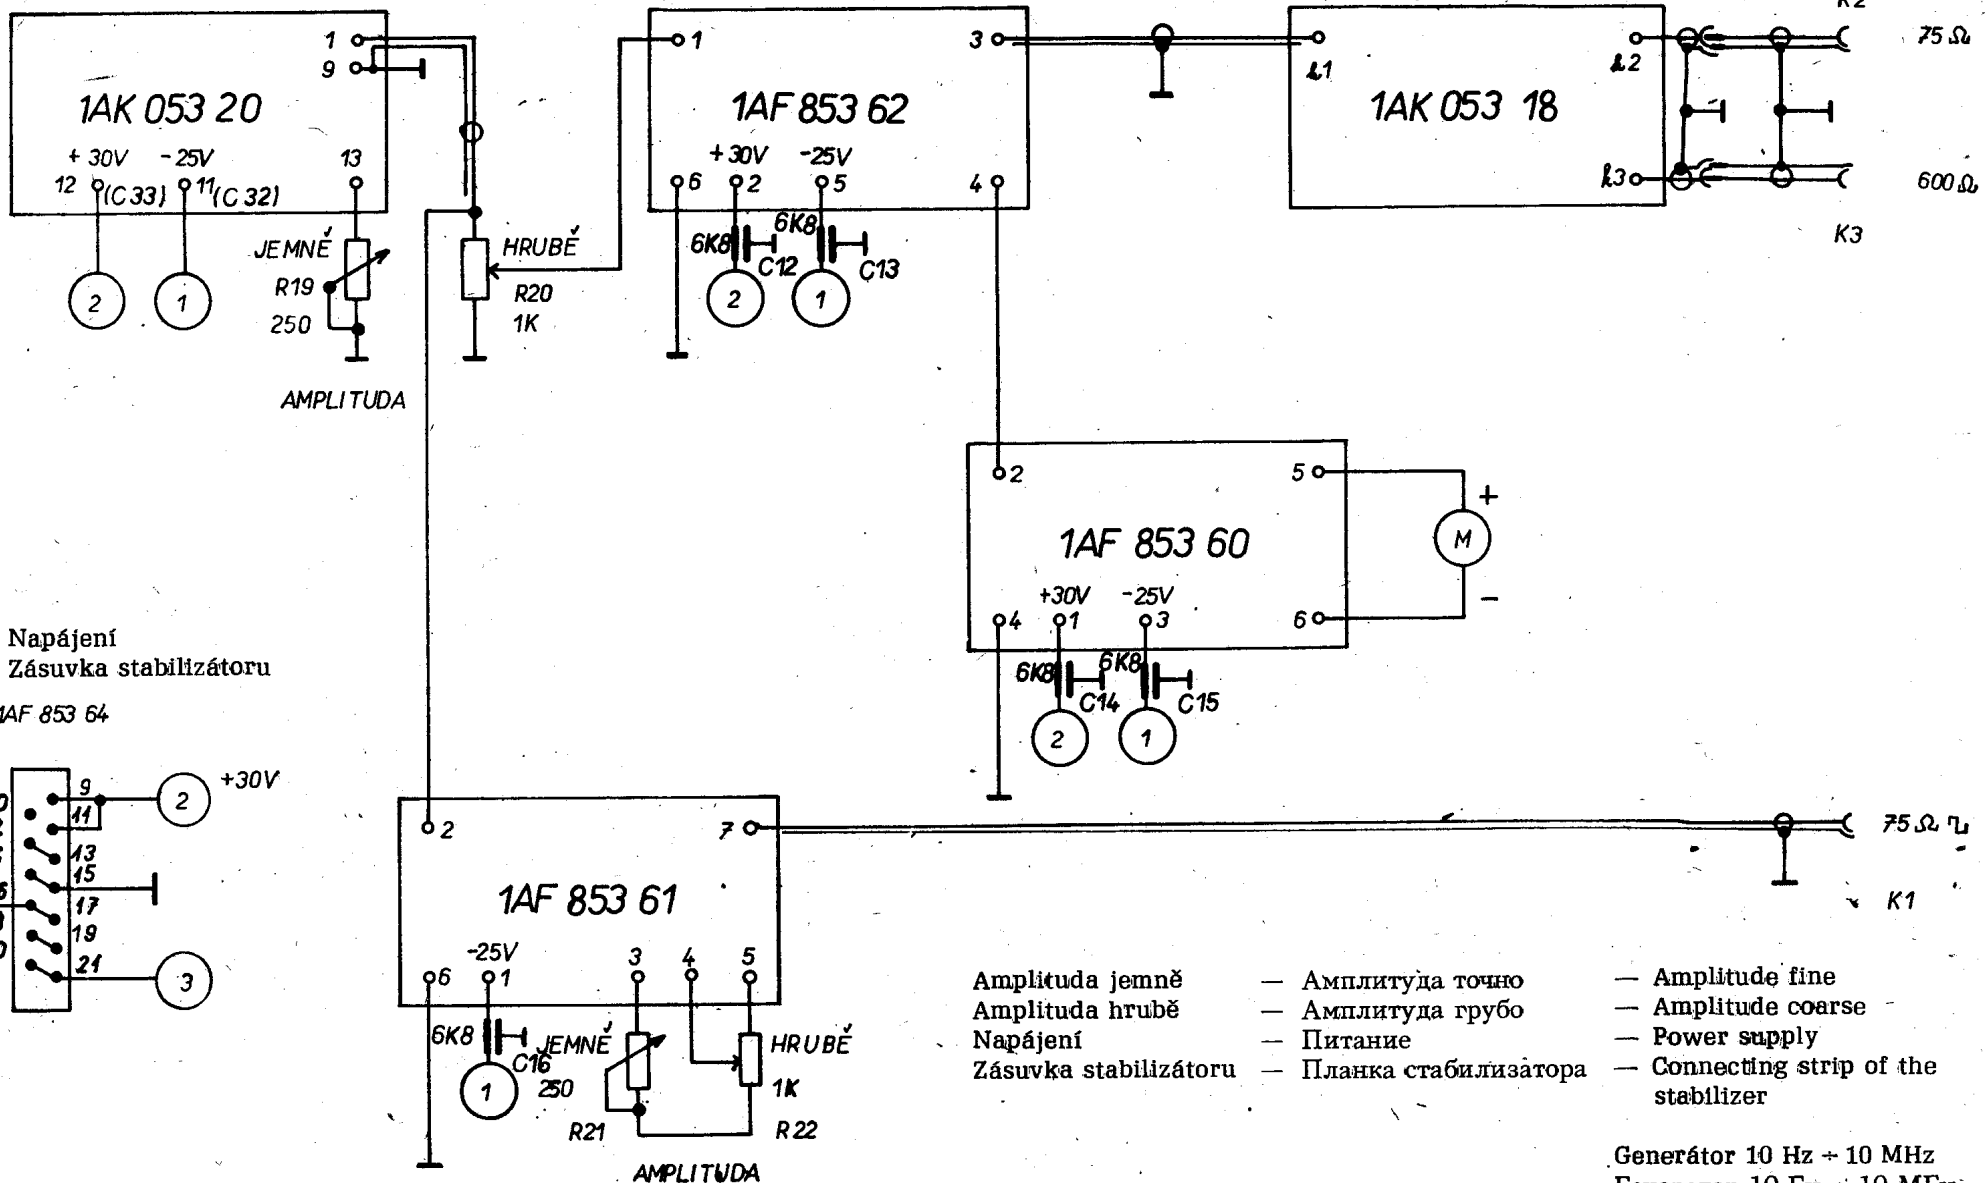 K2
1
9
1AK 053 20
+30V -25V 13
12 (C33) 11 (C32)
JEMNĚ
R19
250
2 1
AMPLITUDA
HRUBĚ
R20
1K
1 3
1AF 853 62
+30V -25V
6 2 5 4
6K8 6K8
C12 C13
2 1
k1 k2
1AK 053 18
k3
75 Ω
600 Ω
K3
2 5
1AF 853 60
+30V -25V
4 1 3 6
6K8 6K8
C14 C15
2 1
+
M
-
Napájení
Zásuvka stabilizátoru
1AF 853 64
9
11
13
15
17
19
21
2 +30V
3
2 7
1AF 853 61
-25V 3 4 5
6 1
6K8
C16
1
JEMNĚ
250
R21
HRUBĚ
1K
R22
AMPLITUDA
75 Ω
K1
Amplituda jemně — Амплитуда точно — Amplitude fine
Amplituda hrubě — Амплитуда грубо — Amplitude coarse
Napájení — Питание — Power supply
Zásuvka stabilizátoru — Планка стабилизатора — Connecting strip of the
stabilizer
Generátor 10 Hz ÷ 10 MHz